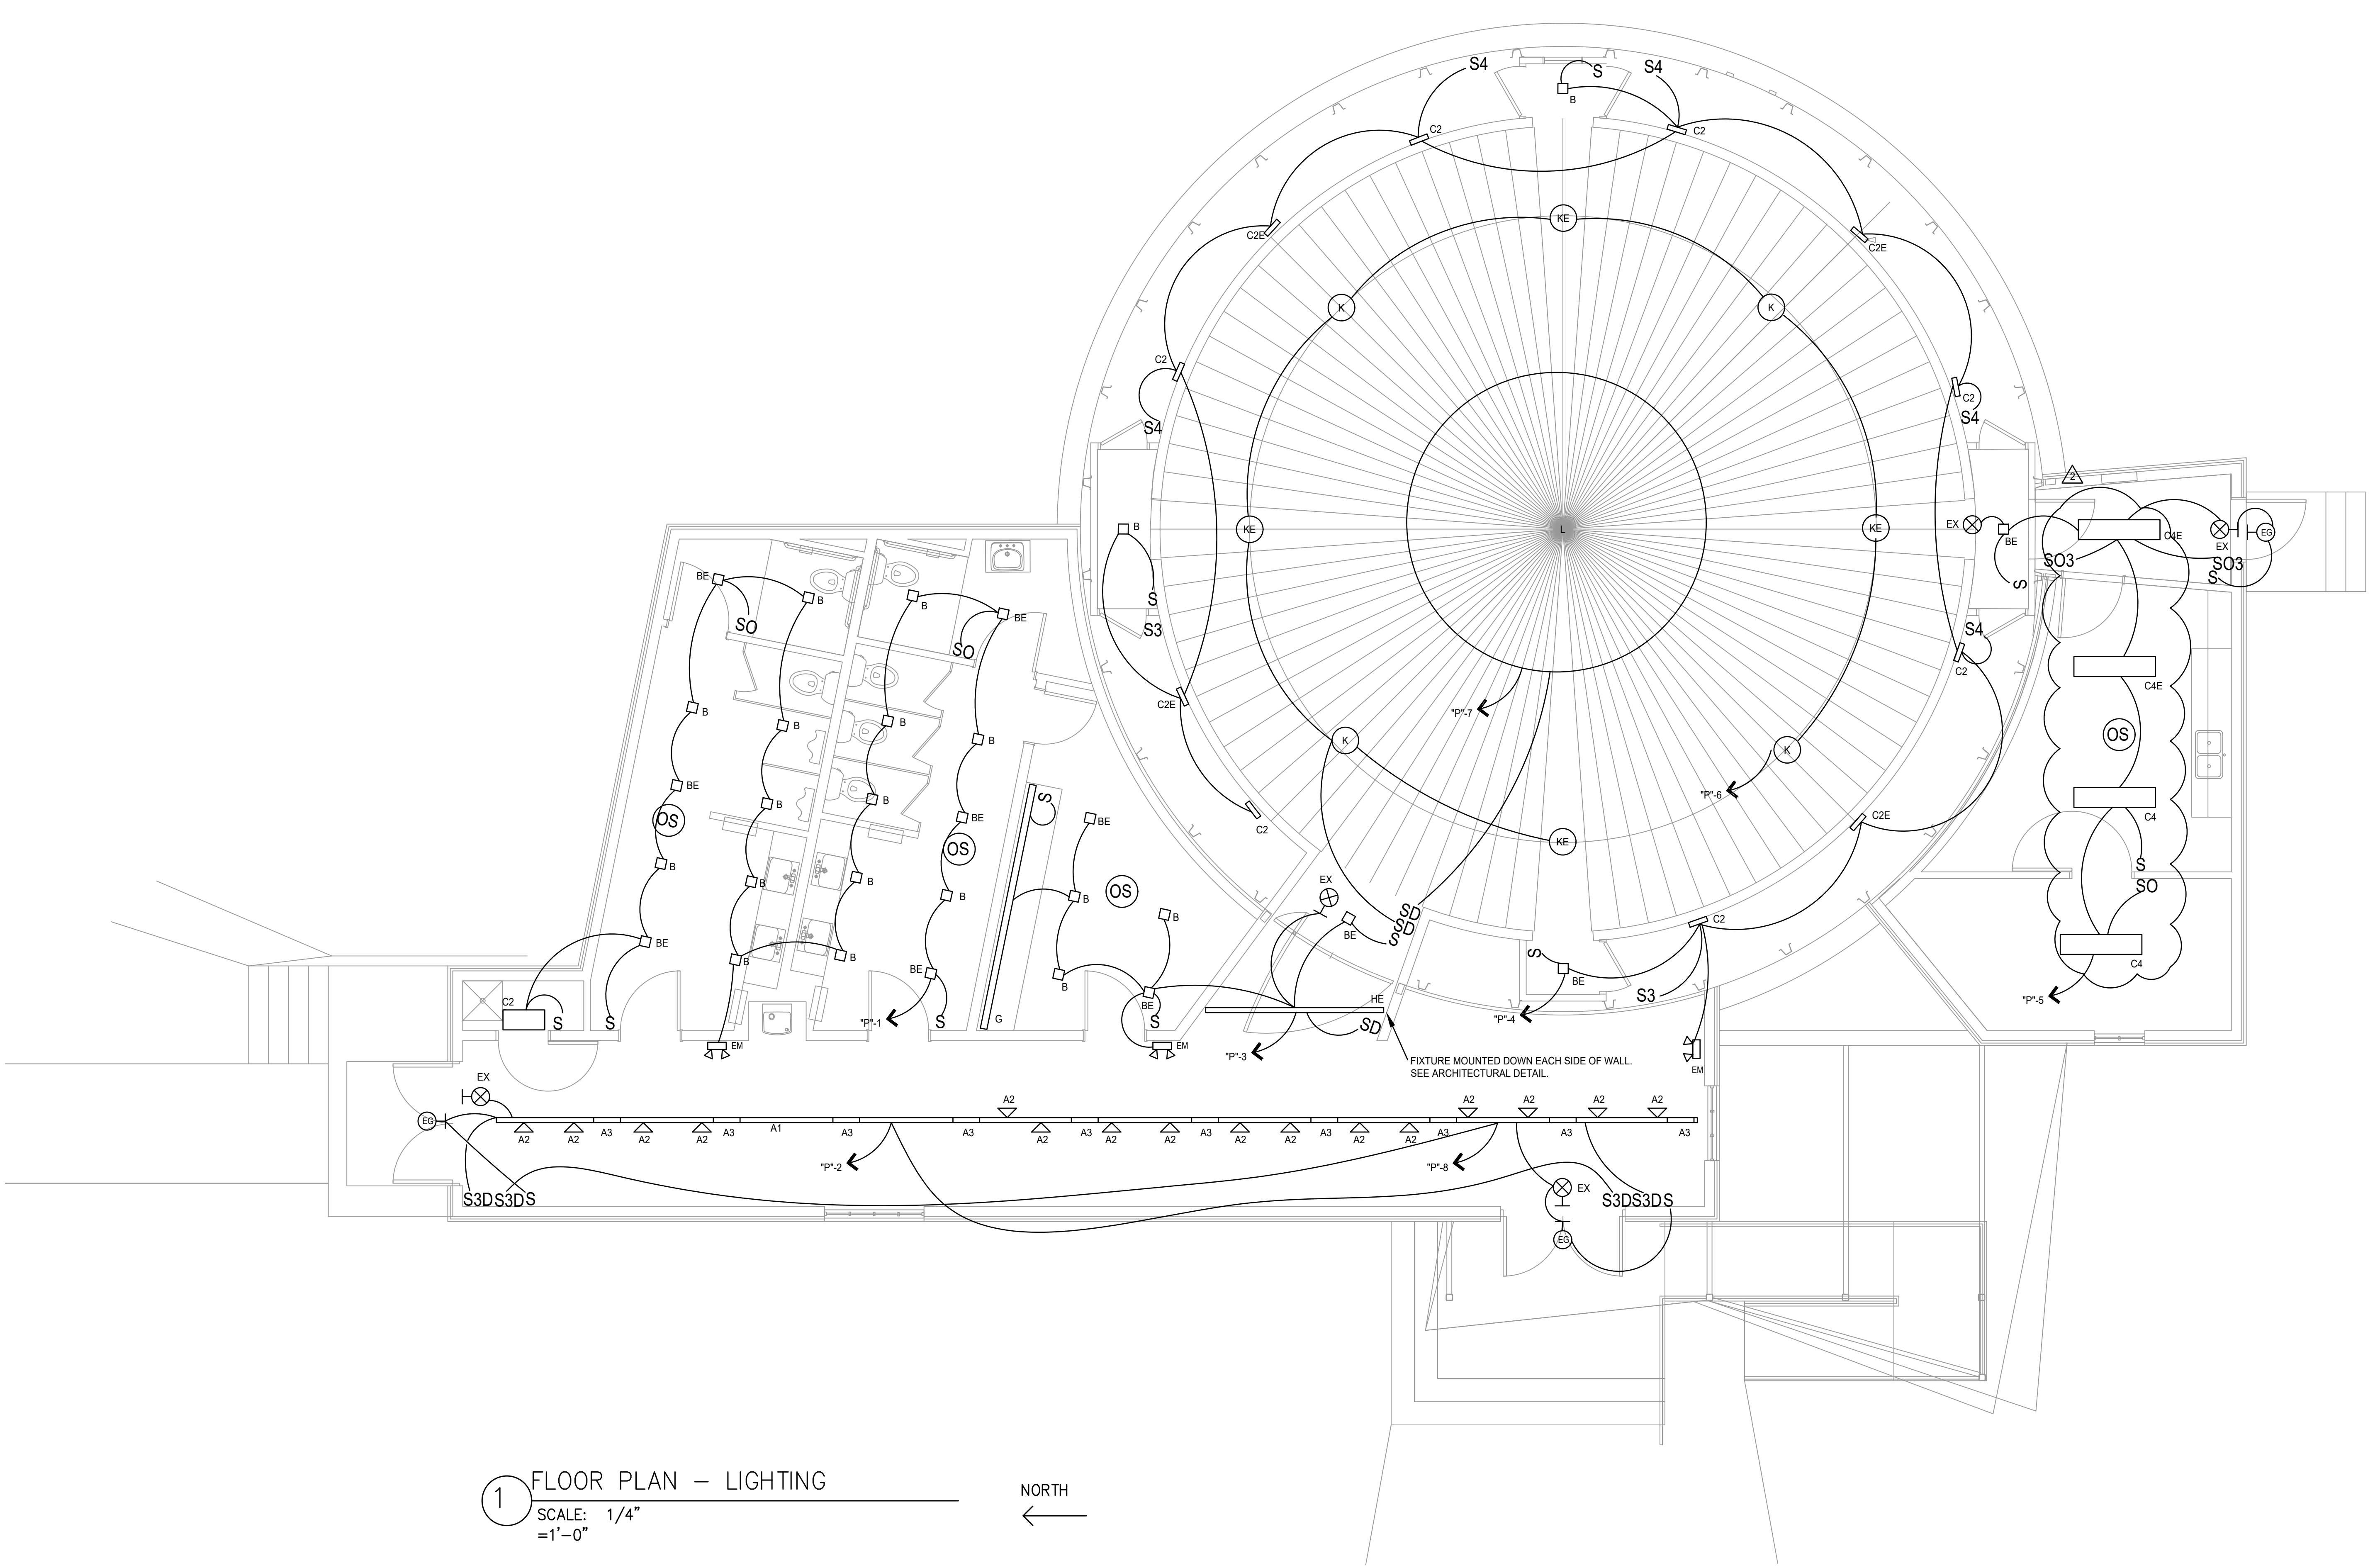 S4
S
S4
B
C2
C2
C2E
C2E
KE
K
K
C2
C2
S4
S4
2
B
KE
L
KE
EX
BE
C4E
EX
EG
SO3
SO3
S
S
BE
B
B
BE
S
SO
SO
S3
S4
C2
C4E
C2E
B
B
B
B
"P"-7
K
K
OS
BE
"P"-6
S
C4
B
B
BE
BE
C2E
C2
OS
OS
B
B
B
B
OS
B
B
EX
SD
SD
S
BE
C2
S
SO
BE
B
B
BE
B
BE
S
BE
C4
HE
S3
"P"-5
C2
S
S
"P"-1
S
G
S
"P"-4
SD
EM
EM
"P"-3
FIXTURE MOUNTED DOWN EACH SIDE OF WALL.
SEE ARCHITECTURAL DETAIL.
EM
EX
A2
A2
A2
A2
A2
EG
A2
A2
A3
A2
A2
A3
A1
A3
A3
A2
A3
A2
A2
A3
A2
A2
A3
A2
A2
A3
A3
A3
"P"-2
"P"-8
EX
S3DS3DS
S3DS3DS
EG
1
FLOOR PLAN – LIGHTING
SCALE: 1/4"
=1'-0"
NORTH